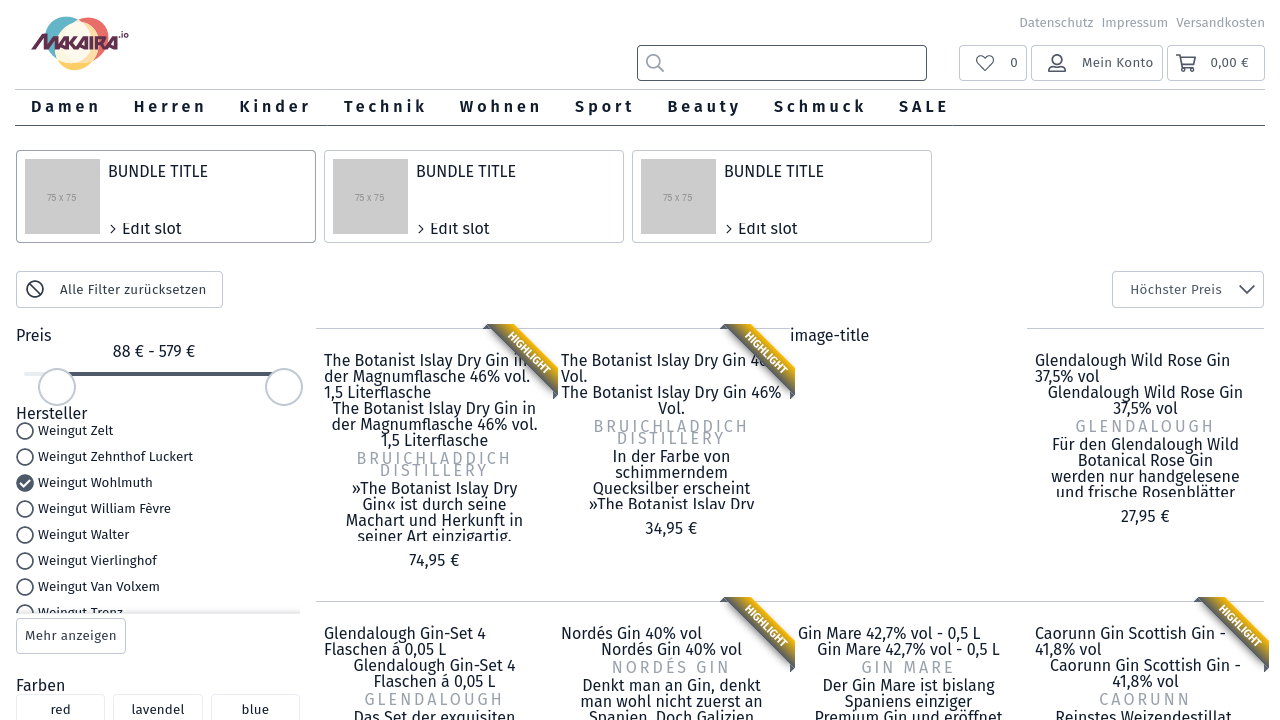 MAKAIRA.io
Datenschutz Impressum Versandkosten
0
Mein Konto
0,00 €
Damen Herren Kinder Technik Wohnen Sport Beauty Schmuck SALE
75 x 75
BUNDLE TITLE
Edit slot
75 x 75
BUNDLE TITLE
Edit slot
75 x 75
BUNDLE TITLE
Edit slot
Alle Filter zurücksetzen
Höchster Preis
Preis
88 € - 579 €
Hersteller
Weingut Zelt
Weingut Zehnthof Luckert
Weingut Wohlmuth
Weingut William Fèvre
Weingut Walter
Weingut Vierlinghof
Weingut Van Volxem
Weingut Trenz
Mehr anzeigen
Farben
red
lavendel
blue
HIGHLIGHT
The Botanist Islay Dry Gin in
der Magnumflasche 46% vol.
1,5 Literflasche
The Botanist Islay Dry Gin in
der Magnumflasche 46% vol.
1,5 Literflasche
BRUICHLADDICH
DISTILLERY
»The Botanist Islay Dry
Gin« ist durch seine
Machart und Herkunft in
seiner Art einzigartig.
74,95 €
HIGHLIGHT
The Botanist Islay Dry Gin 46%
Vol.
The Botanist Islay Dry Gin 46%
Vol.
BRUICHLADDICH
DISTILLERY
In der Farbe von
schimmerndem
Quecksilber erscheint
»The Botanist Islay Dry
34,95 €
image-title
Glendalough Wild Rose Gin
37,5% vol
Glendalough Wild Rose Gin
37,5% vol
GLENDALOUGH
Für den Glendalough Wild
Botanical Rose Gin
werden nur handgelesene
und frische Rosenblätter
27,95 €
Glendalough Gin-Set 4
Flaschen á 0,05 L
Glendalough Gin-Set 4
Flaschen á 0,05 L
GLENDALOUGH
Das Set der exquisiten
HIGHLIGHT
Nordés Gin 40% vol
Nordés Gin 40% vol
NORDÉS GIN
Denkt man an Gin, denkt
man wohl nicht zuerst an
Spanien. Doch Galizien
Gin Mare 42,7% vol - 0,5 L
Gin Mare 42,7% vol - 0,5 L
GIN MARE
Der Gin Mare ist bislang
Spaniens einziger
Premium Gin und eröffnet
HIGHLIGHT
Caorunn Gin Scottish Gin -
41,8% vol
Caorunn Gin Scottish Gin -
41,8% vol
CAORUNN
Reinstes Weizendestillat